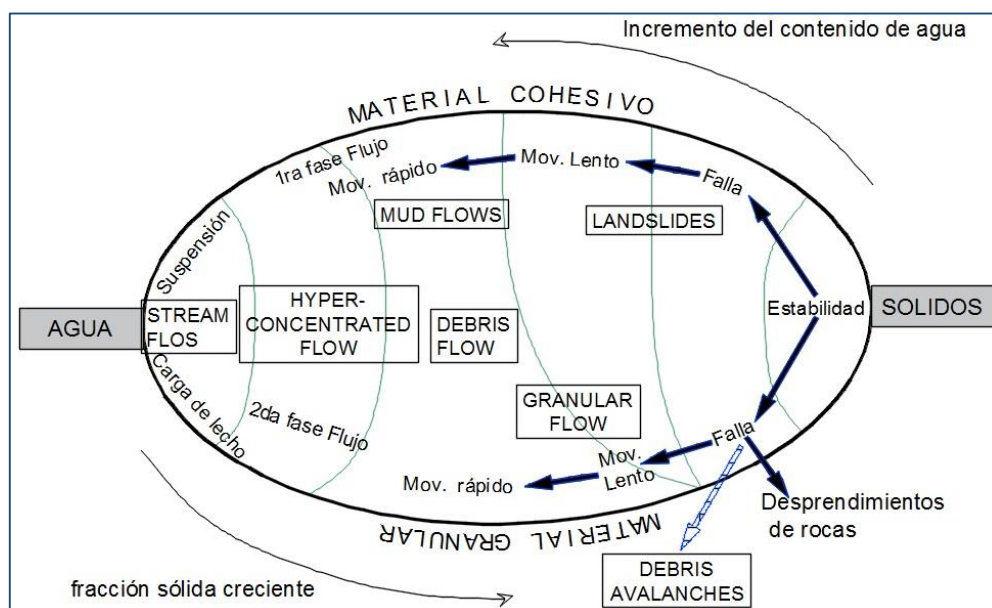 Incremento del contenido de agua
MATERIAL COHESIVO
1ra fase Flujo
Mov. rápido
Mov. Lento
Falla
MUD FLOWS
LANDSLIDES
Suspensión
AGUA
STREAM
FLOS
HYPER-
CONCENTRATED
FLOW
DEBRIS
FLOW
Estabilidad
SOLIDOS
Carga de lecho
2da fase Flujo
GRANULAR
FLOW
Falla
Mov.
Lento
Mov. rápido
MATERIAL GRANULAR
Desprendimientos
de rocas
DEBRIS
AVALANCHES
fracción sólida creciente